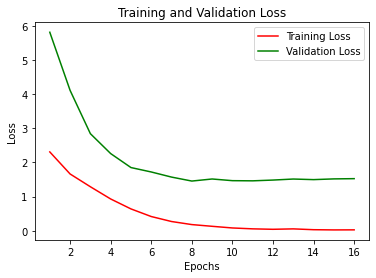 Training and Validation Loss
Training Loss
Validation Loss
6
5
4
3
2
1
0
Loss
2 4 6 8 10 12 14 16
Epochs